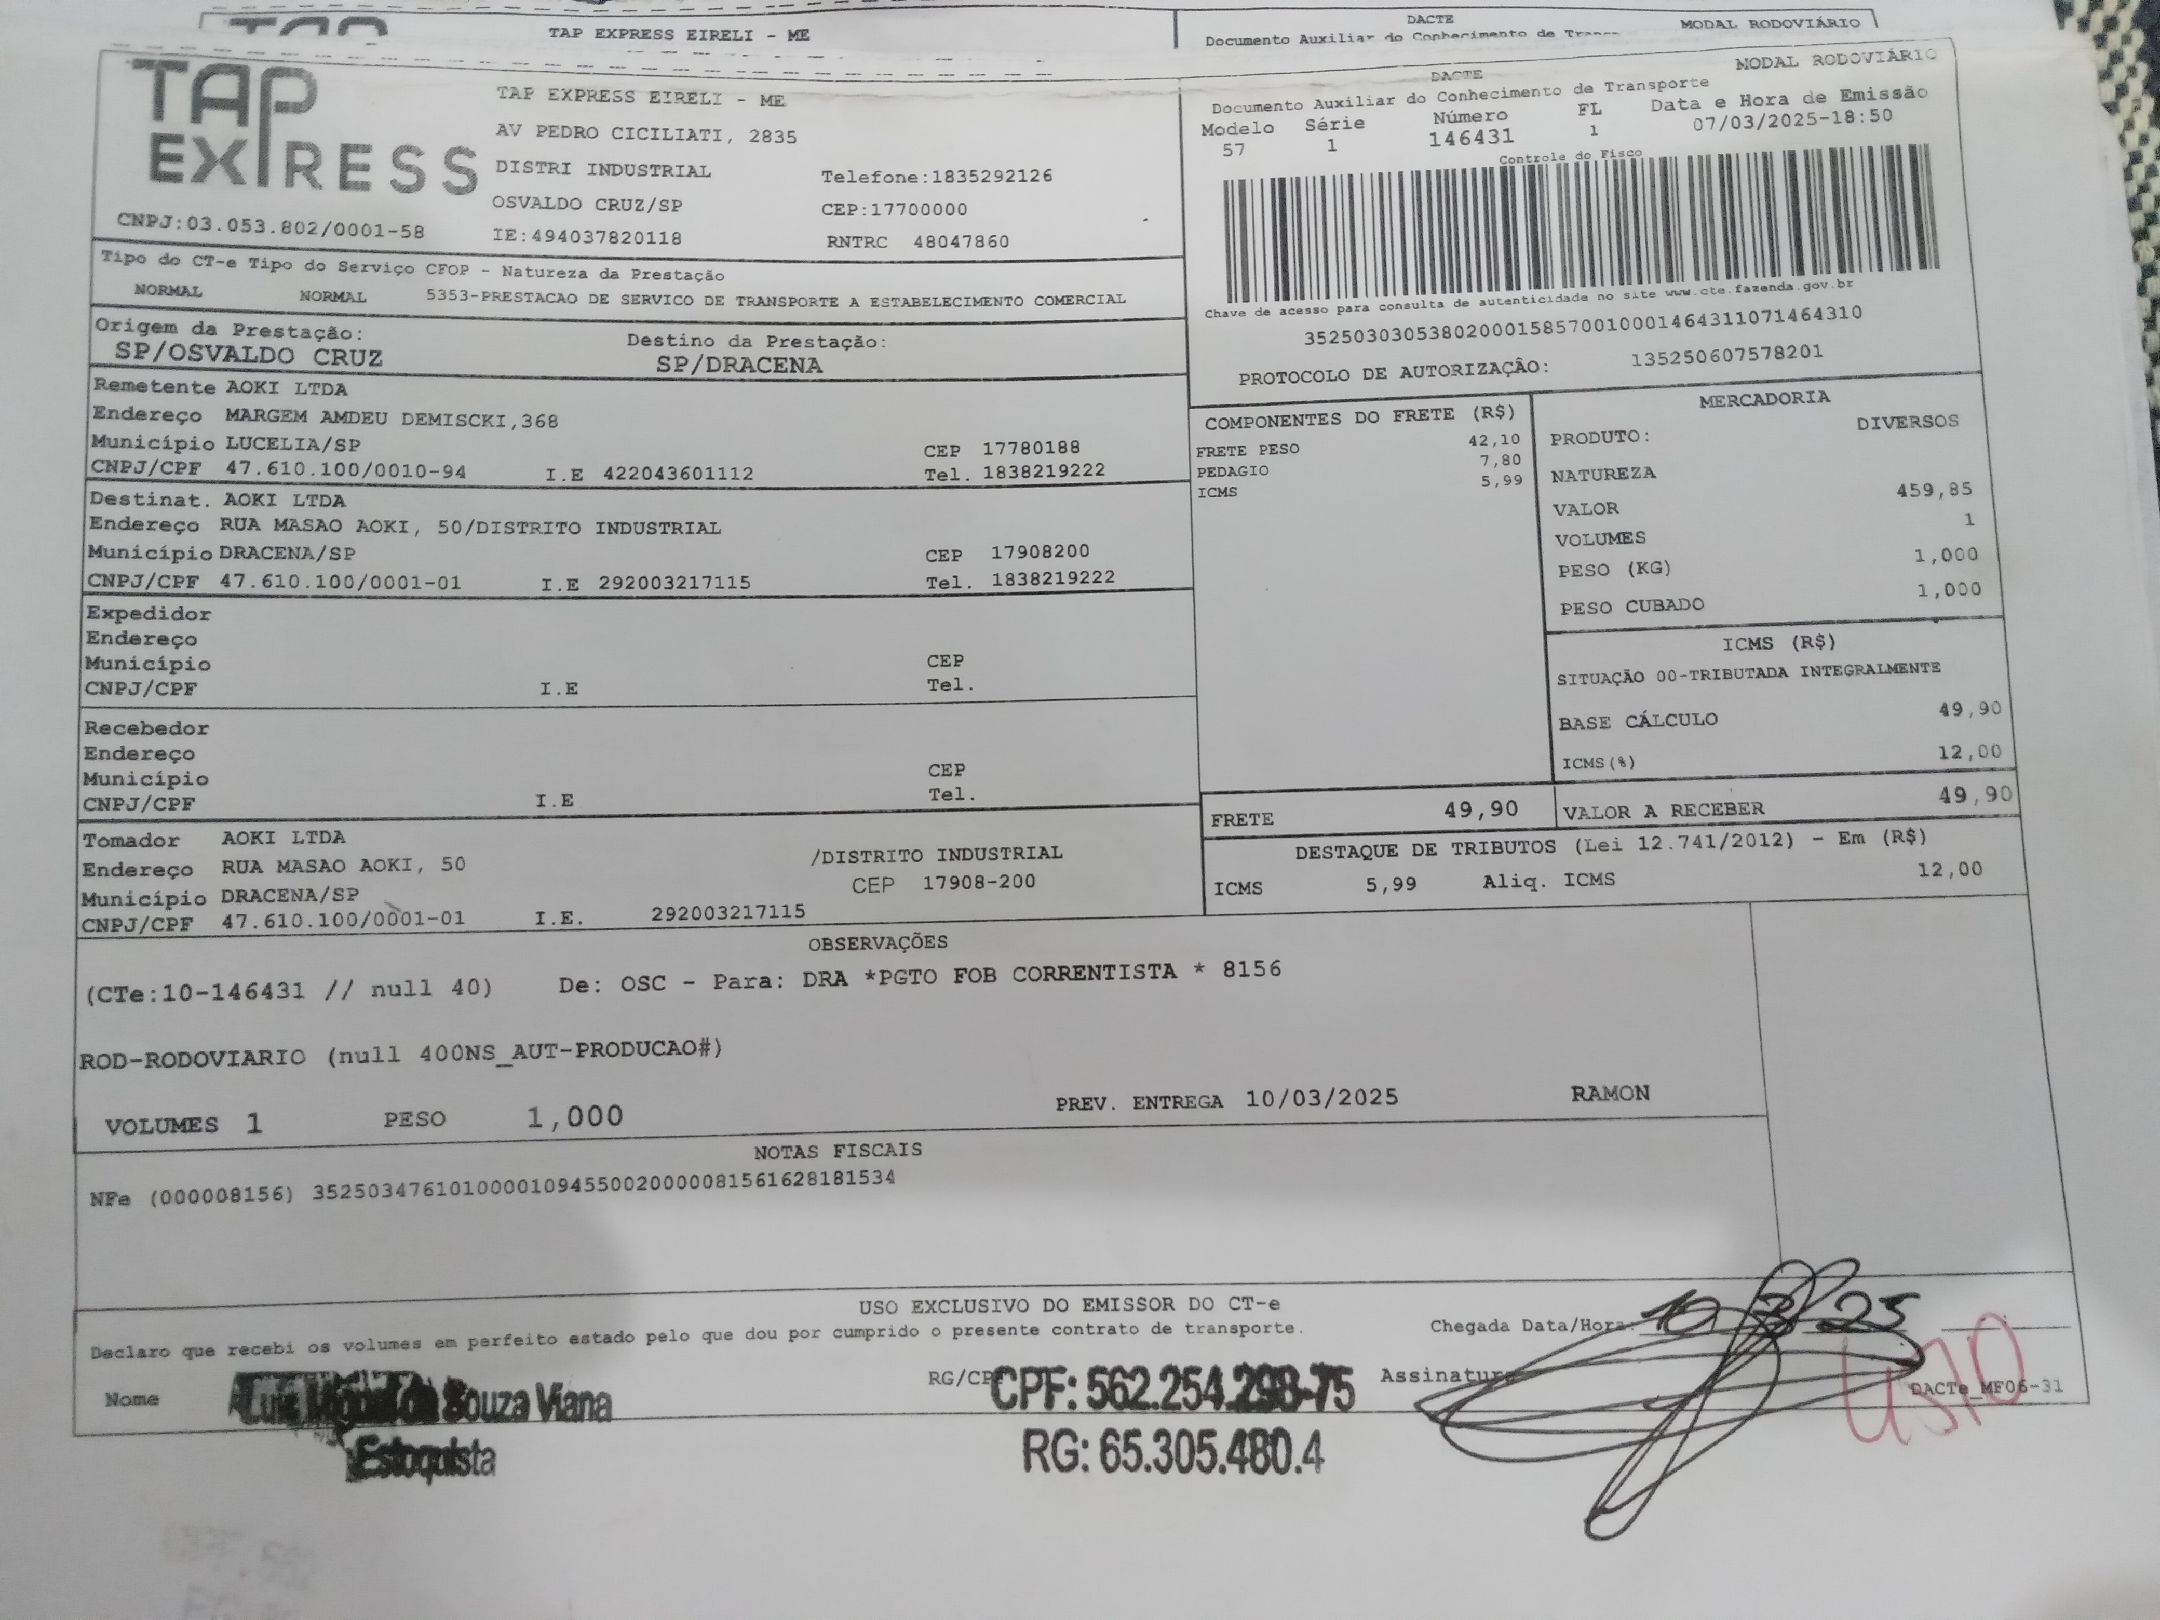 TAP EXPRESS EIRELI - ME
DACTE
MODAL RODOVIÁRIO
Documento Auxiliar do Conhecimento de
TAP EXPRESS
TAP EXPRESS EIRELI - ME
AV PEDRO CICILIATI, 2835
DISTRI INDUSTRIAL Telefone:1835292126
OSVALDO CRUZ/SP CEP:17700000
CNPJ:03.053.802/0001-58 IE:494037820118 RNTRC 48047860
MODAL RODOVIÁRIO
DACTE
Documento Auxiliar do Conhecimento de Transporte
Modelo Série Número FL Data e Hora de Emissão
57 1 146431 1 07/03/2025-18:50
Controle do Fisco
Chave de acesso para consulta de autenticidade no site www.cte.fazenda.gov.br
35250303053802000158570010001464311071464310
PROTOCOLO DE AUTORIZAÇÂO: 135250607578201
Tipo do CT-e Tipo do Serviço CFOP - Natureza da Prestação
NORMAL NORMAL 5353-PRESTACAO DE SERVICO DE TRANSPORTE A ESTABELECIMENTO COMERCIAL
Origem da Prestação: Destino da Prestação:
SP/OSVALDO CRUZ SP/DRACENA
Remetente AOKI LTDA
Endereço MARGEM AMDEU DEMISCKI,368
Município LUCELIA/SP CEP 17780188
CNPJ/CPF 47.610.100/0010-94 I.E 422043601112 Tel. 1838219222
Destinat. AOKI LTDA
Endereço RUA MASAO AOKI, 50/DISTRITO INDUSTRIAL
Município DRACENA/SP CEP 17908200
CNPJ/CPF 47.610.100/0001-01 I.E 292003217115 Tel. 1838219222
Expedidor
Endereço
Município CEP
CNPJ/CPF I.E Tel.
Recebedor
Endereço
Município CEP
CNPJ/CPF I.E Tel.
Tomador AOKI LTDA
Endereço RUA MASAO AOKI, 50 /DISTRITO INDUSTRIAL
Município DRACENA/SP CEP 17908-200
CNPJ/CPF 47.610.100/0001-01 I.E. 292003217115
COMPONENTES DO FRETE (R$)
FRETE PESO 42,10
PEDAGIO 7,80
ICMS 5,99
MERCADORIA
PRODUTO: DIVERSOS
NATUREZA
VALOR 459,85
VOLUMES 1
PESO (KG) 1,000
PESO CUBADO 1,000
ICMS (R$)
SITUAÇÃO 00-TRIBUTADA INTEGRALMENTE
BASE CÁLCULO 49,90
ICMS(%) 12,00
FRETE 49,90 VALOR A RECEBER 49,90
DESTAQUE DE TRIBUTOS (Lei 12.741/2012) - Em (R$)
ICMS 5,99 Aliq. ICMS 12,00
OBSERVAÇÕES
(CTe:10-146431 // null 40) De: OSC - Para: DRA *PGTO FOB CORRENTISTA * 8156
ROD-RODOVIARIO (null 400NS_AUT-PRODUCAO#)
VOLUMES 1 PESO 1,000 PREV. ENTREGA 10/03/2025 RAMON
NOTAS FISCAIS
NFe (000008156) 35250347610100001094550020000081561628181534
USO EXCLUSIVO DO EMISSOR DO CT-e
Declaro que recebi os volumes em perfeito estado pelo que dou por cumprido o presente contrato de transporte. Chegada Data/Hora: 10 3 25
Nome Luiz Souza Viana RG/CPF CPF: 562.254.298-75 Assinatura DACTe_MF06-31
Estoquista RG: 65.305.480.4